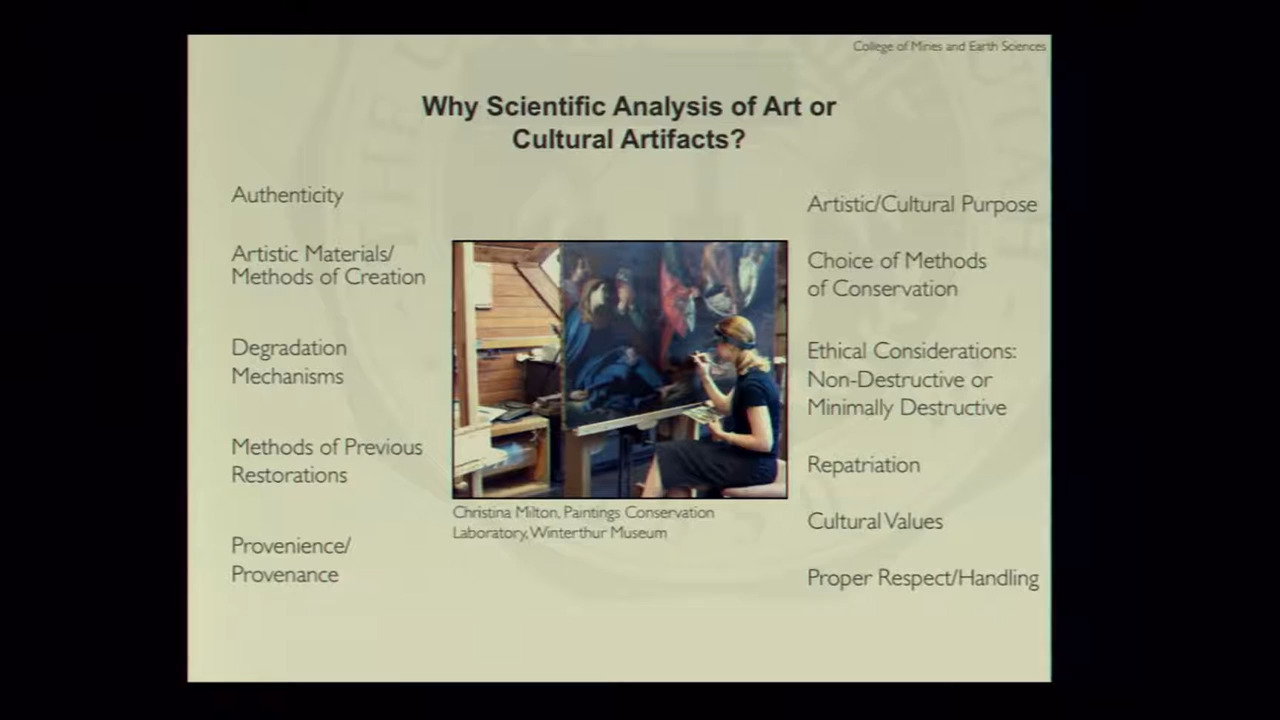 College of Mines and Earth Sciences
Why Scientific Analysis of Art or
Cultural Artifacts?
Authenticity
Artistic Materials/
Methods of Creation
Degradation
Mechanisms
Methods of Previous
Restorations
Provenience/
Provenance
Christina Milton, Paintings Conservation
Laboratory, Winterthur Museum
Artistic/Cultural Purpose
Choice of Methods
of Conservation
Ethical Considerations:
Non-Destructive or
Minimally Destructive
Repatriation
Cultural Values
Proper Respect/Handling